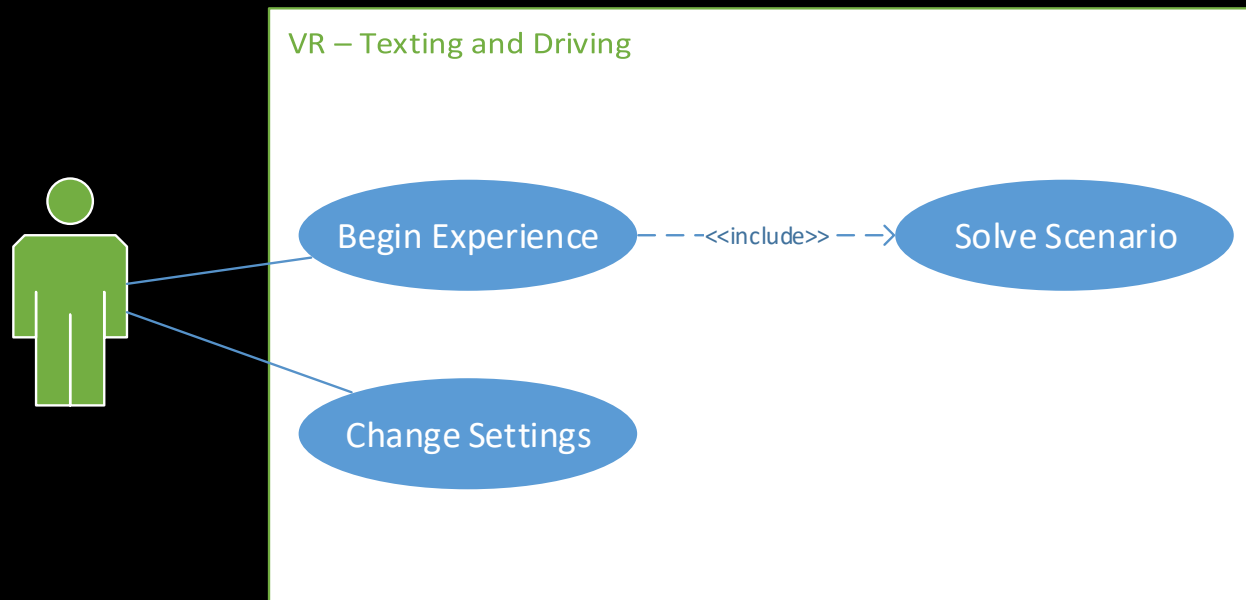 VR – Texting and Driving
Begin Experience
<<include>>
Solve Scenario
Change Settings